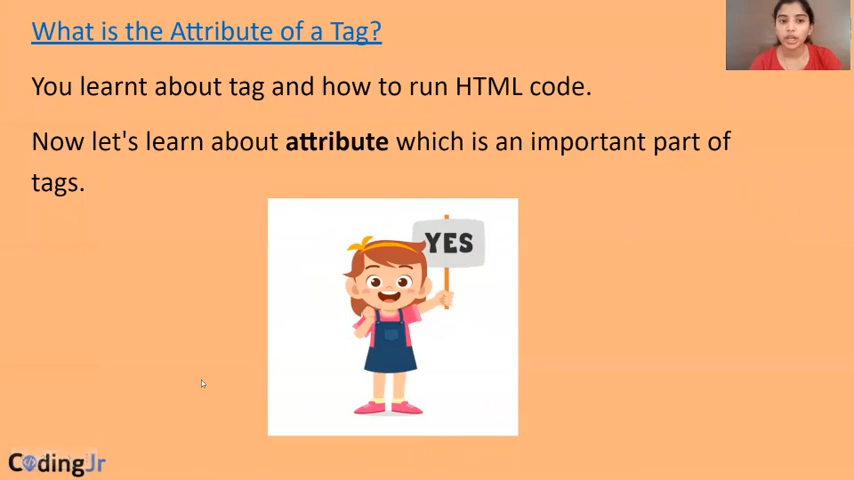 What is the Attribute of a Tag?
You learnt about tag and how to run HTML code.
Now let's learn about attribute which is an important part of
tags.
YES
CodingJr